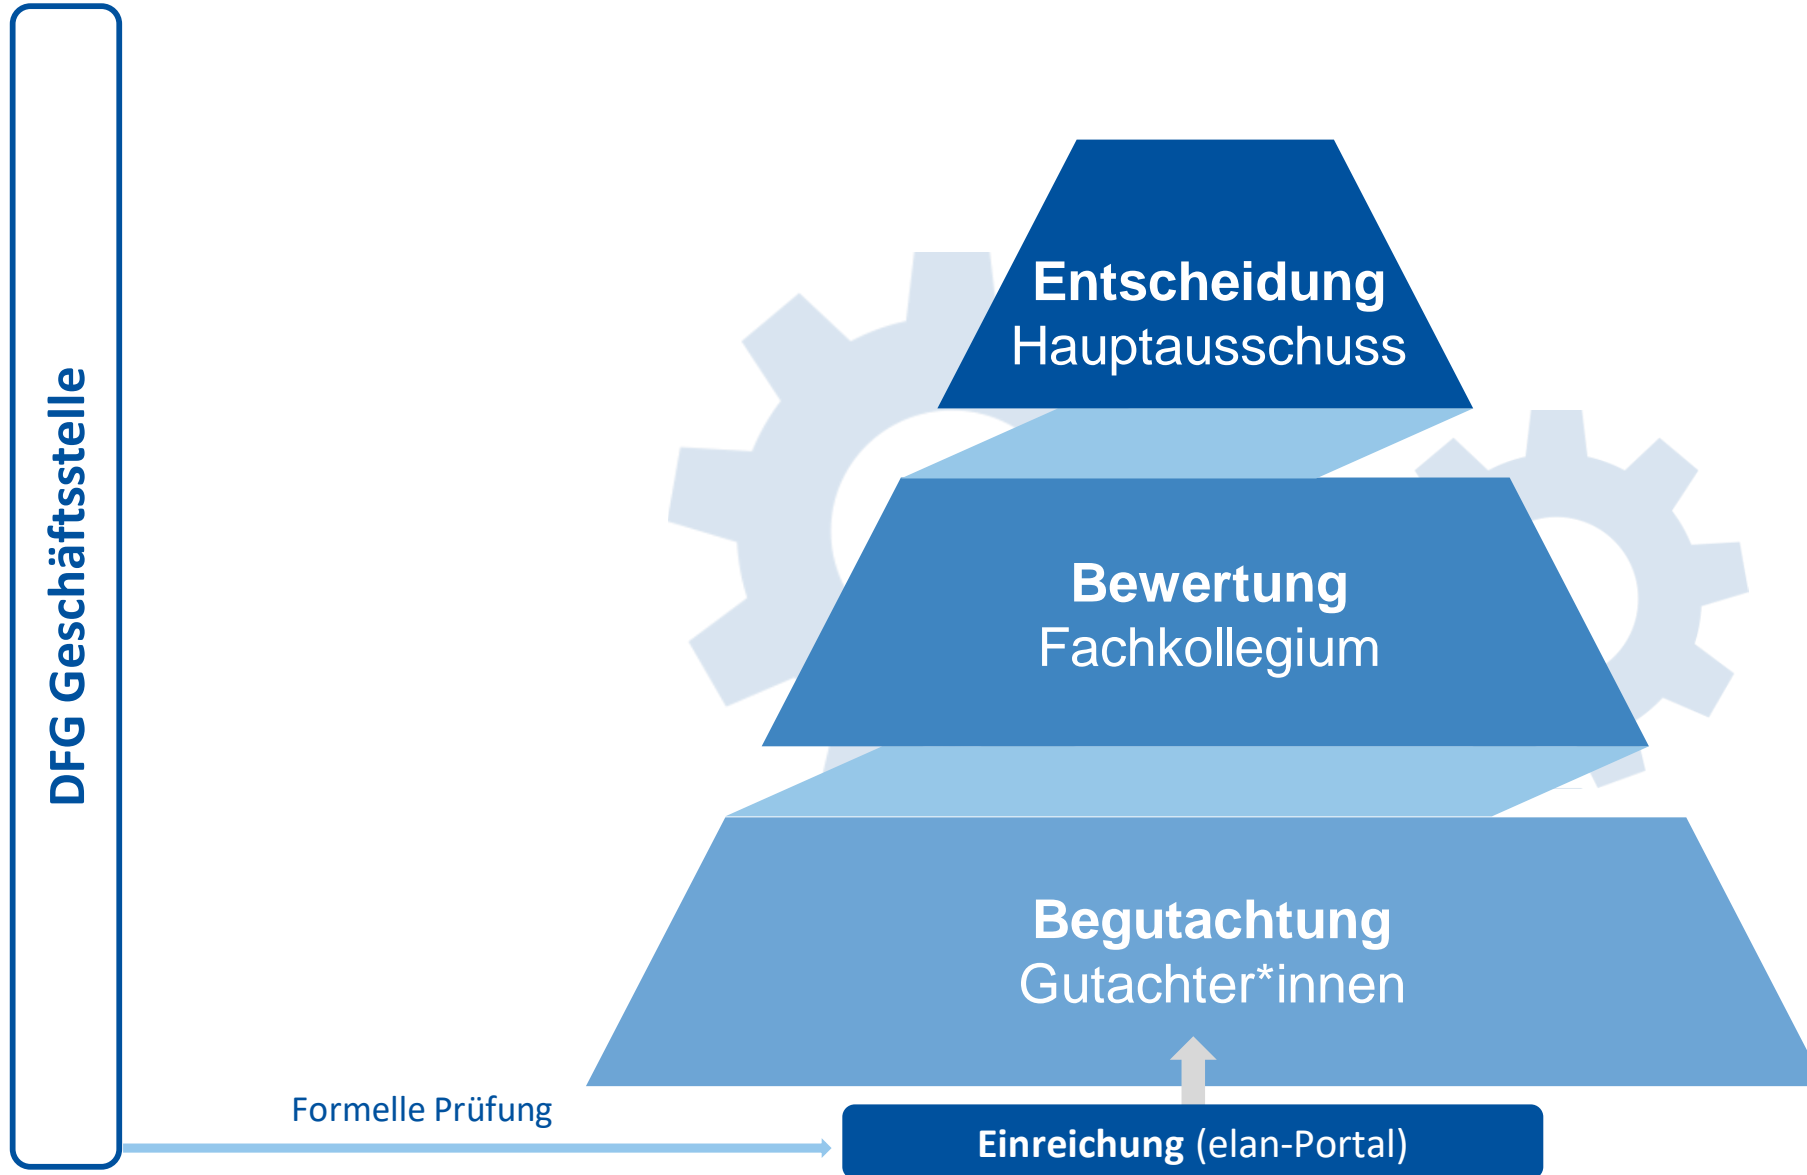 DFG Geschäftsstelle
Entscheidung
Hauptausschuss
Bewertung
Fachkollegium
Begutachtung
Gutachter*innen
Formelle Prüfung
Einreichung (elan-Portal)